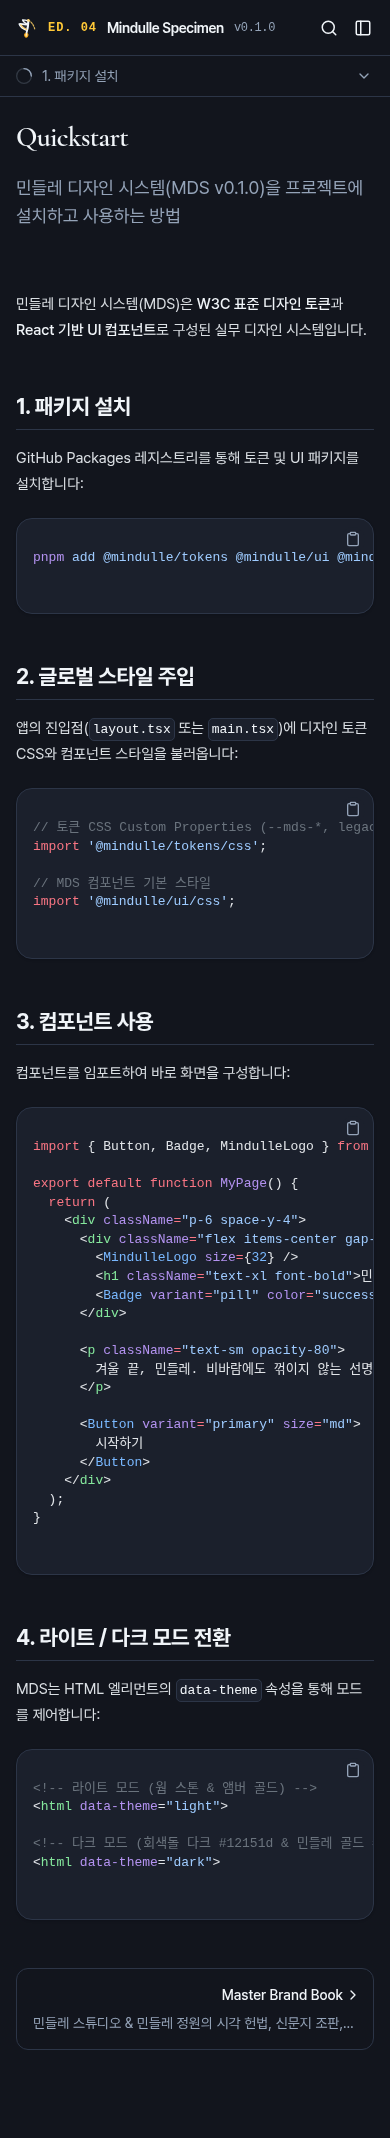 ED. 04 Mindulle Specimen v0.1.0
1. 패키지 설치
Quickstart
민들레 디자인 시스템(MDS v0.1.0)을 프로젝트에
설치하고 사용하는 방법
민들레 디자인 시스템(MDS)은 W3C 표준 디자인 토큰과
React 기반 UI 컴포넌트로 구성된 실무 디자인 시스템입니다.
1. 패키지 설치
GitHub Packages 레지스트리를 통해 토큰 및 UI 패키지를
설치합니다:
pnpm add @mindulle/tokens @mindulle/ui @mind
2. 글로벌 스타일 주입
앱의 진입점(layout.tsx 또는 main.tsx)에 디자인 토큰
CSS와 컴포넌트 스타일을 불러옵니다:
// 토큰 CSS Custom Properties (--mds-*, legac
import '@mindulle/tokens/css';
// MDS 컴포넌트 기본 스타일
import '@mindulle/ui/css';
3. 컴포넌트 사용
컴포넌트를 임포트하여 바로 화면을 구성합니다:
import { Button, Badge, MindulleLogo } from
export default function MyPage() {
return (
<div className="p-6 space-y-4">
<div className="flex items-center gap-
<MindulleLogo size={32} />
<h1 className="text-xl font-bold">민
<Badge variant="pill" color="success
</div>
<p className="text-sm opacity-80">
겨울 끝, 민들레. 비바람에도 꺾이지 않는 선명
</p>
<Button variant="primary" size="md">
시작하기
</Button>
</div>
);
}
4. 라이트 / 다크 모드 전환
MDS는 HTML 엘리먼트의 data-theme 속성을 통해 모드
를 제어합니다:
<!-- 라이트 모드 (웜 스톤 & 앰버 골드) -->
<html data-theme="light">
<!-- 다크 모드 (회색돌 다크 #12151d & 민들레 골드
<html data-theme="dark">
Master Brand Book
민들레 스튜디오 & 민들레 정원의 시각 헌법, 신문지 조판,...